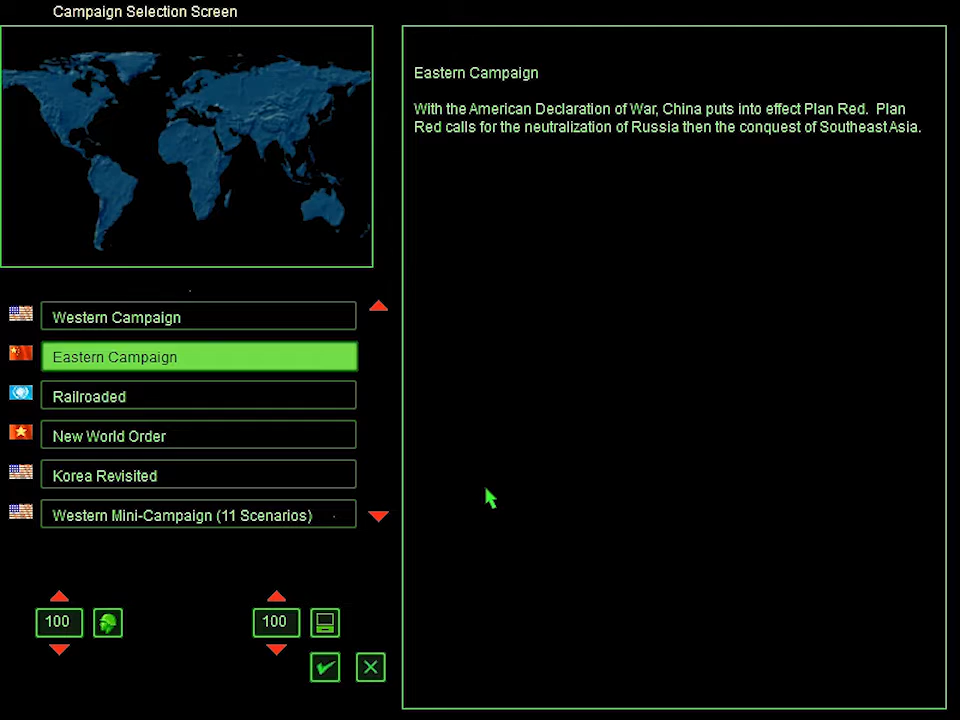 Campaign Selection Screen
Eastern Campaign
With the American Declaration of War, China puts into effect Plan Red. Plan
Red calls for the neutralization of Russia then the conquest of Southeast Asia.
Western Campaign
Eastern Campaign
Railroaded
New World Order
Korea Revisited
Western Mini-Campaign (11 Scenarios)
100
100